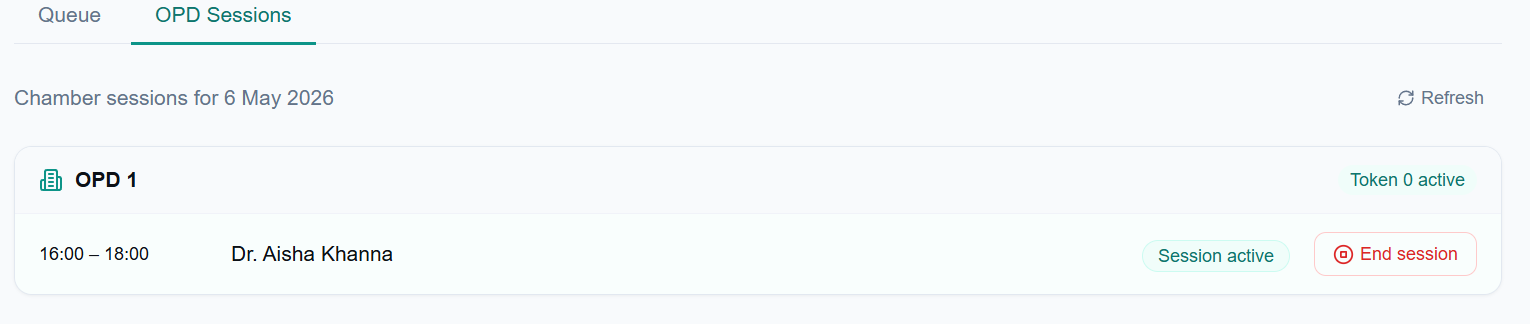 Queue OPD Sessions
Chamber sessions for 6 May 2026 Refresh
OPD 1 Token 0 active
16:00 – 18:00 Dr. Aisha Khanna Session active End session